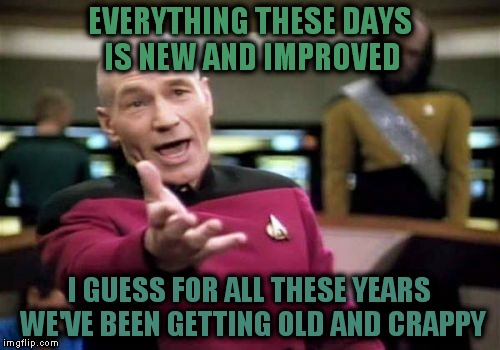 EVERYTHING THESE DAYS
IS NEW AND IMPROVED
I GUESS FOR ALL THESE YEARS
WE'VE BEEN GETTING OLD AND CRAPPY
imgflip.com